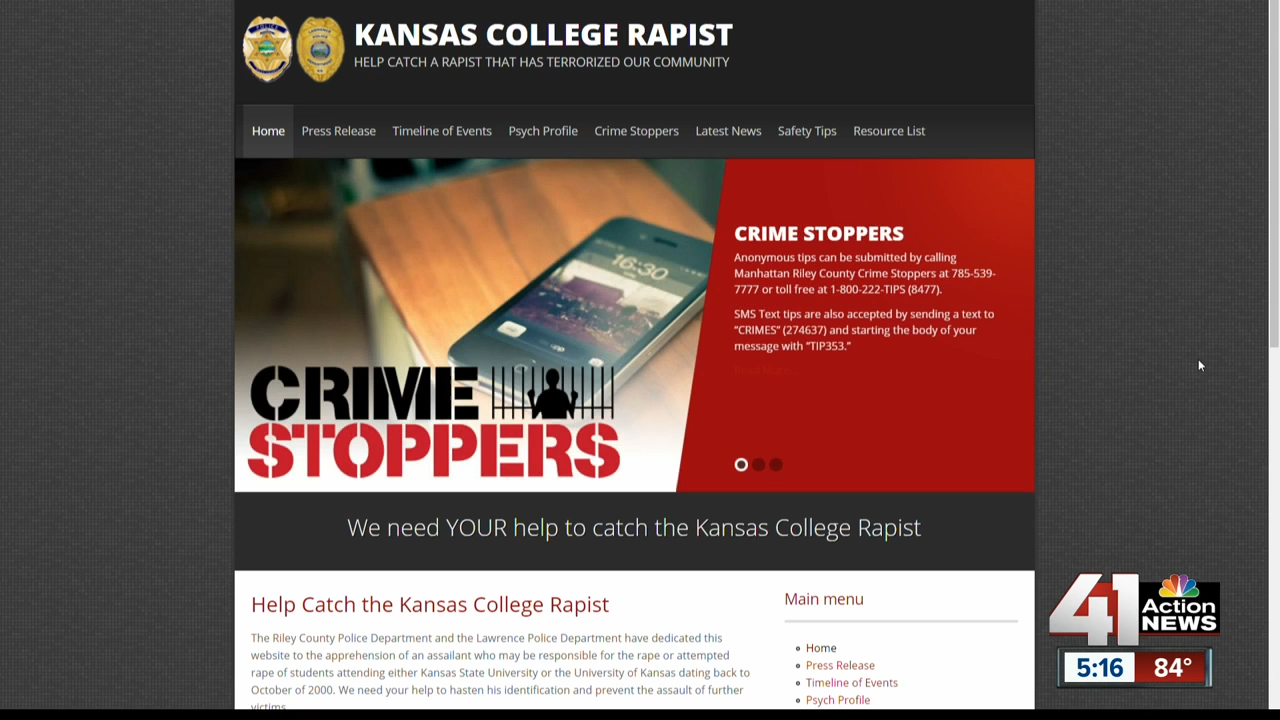 KANSAS COLLEGE RAPIST
HELP CATCH A RAPIST THAT HAS TERRORIZED OUR COMMUNITY
Home Press Release Timeline of Events Psych Profile Crime Stoppers Latest News Safety Tips Resource List
16:30
CRIME STOPPERS
Anonymous tips can be submitted by calling
Manhattan Riley County Crime Stoppers at 785-539-
7777 or toll free at 1-800-222-TIPS (8477).
SMS Text tips are also accepted by sending a text to
“CRIMES” (274637) and starting the body of your
message with “TIP353.”
Read More...
CRIME
STOPPERS
We need YOUR help to catch the Kansas College Rapist
Help Catch the Kansas College Rapist
The Riley County Police Department and the Lawrence Police Department have dedicated this
website to the apprehension of an assailant who may be responsible for the rape or attempted
rape of students attending either Kansas State University or the University of Kansas dating back to
October of 2000. We need your help to hasten his identification and prevent the assault of further
victims.
Main menu
Home
Press Release
Timeline of Events
Psych Profile
41 Action
NEWS
5:16 84°